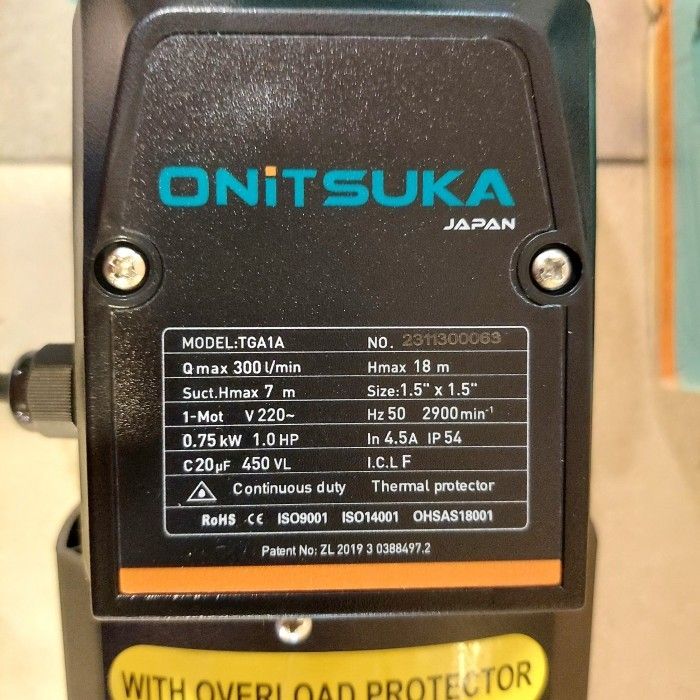 ONiTSUKA
JAPAN
MODEL:TGA1A NO. 2311300063
Q max 300 l/min Hmax 18 m
Suct.Hmax 7 m Size:1.5" x 1.5"
1-Mot V 220~ Hz 50 2900min⁻¹
0.75 kW 1.0 HP In 4.5A IP 54
C 20µF 450 VL I.C.L F
Continuous duty Thermal protector
RoHS CE ISO9001 ISO14001 OHSAS18001
Patent No: ZL 2019 3 0388497.2
WITH OVERLOAD PROTECTOR